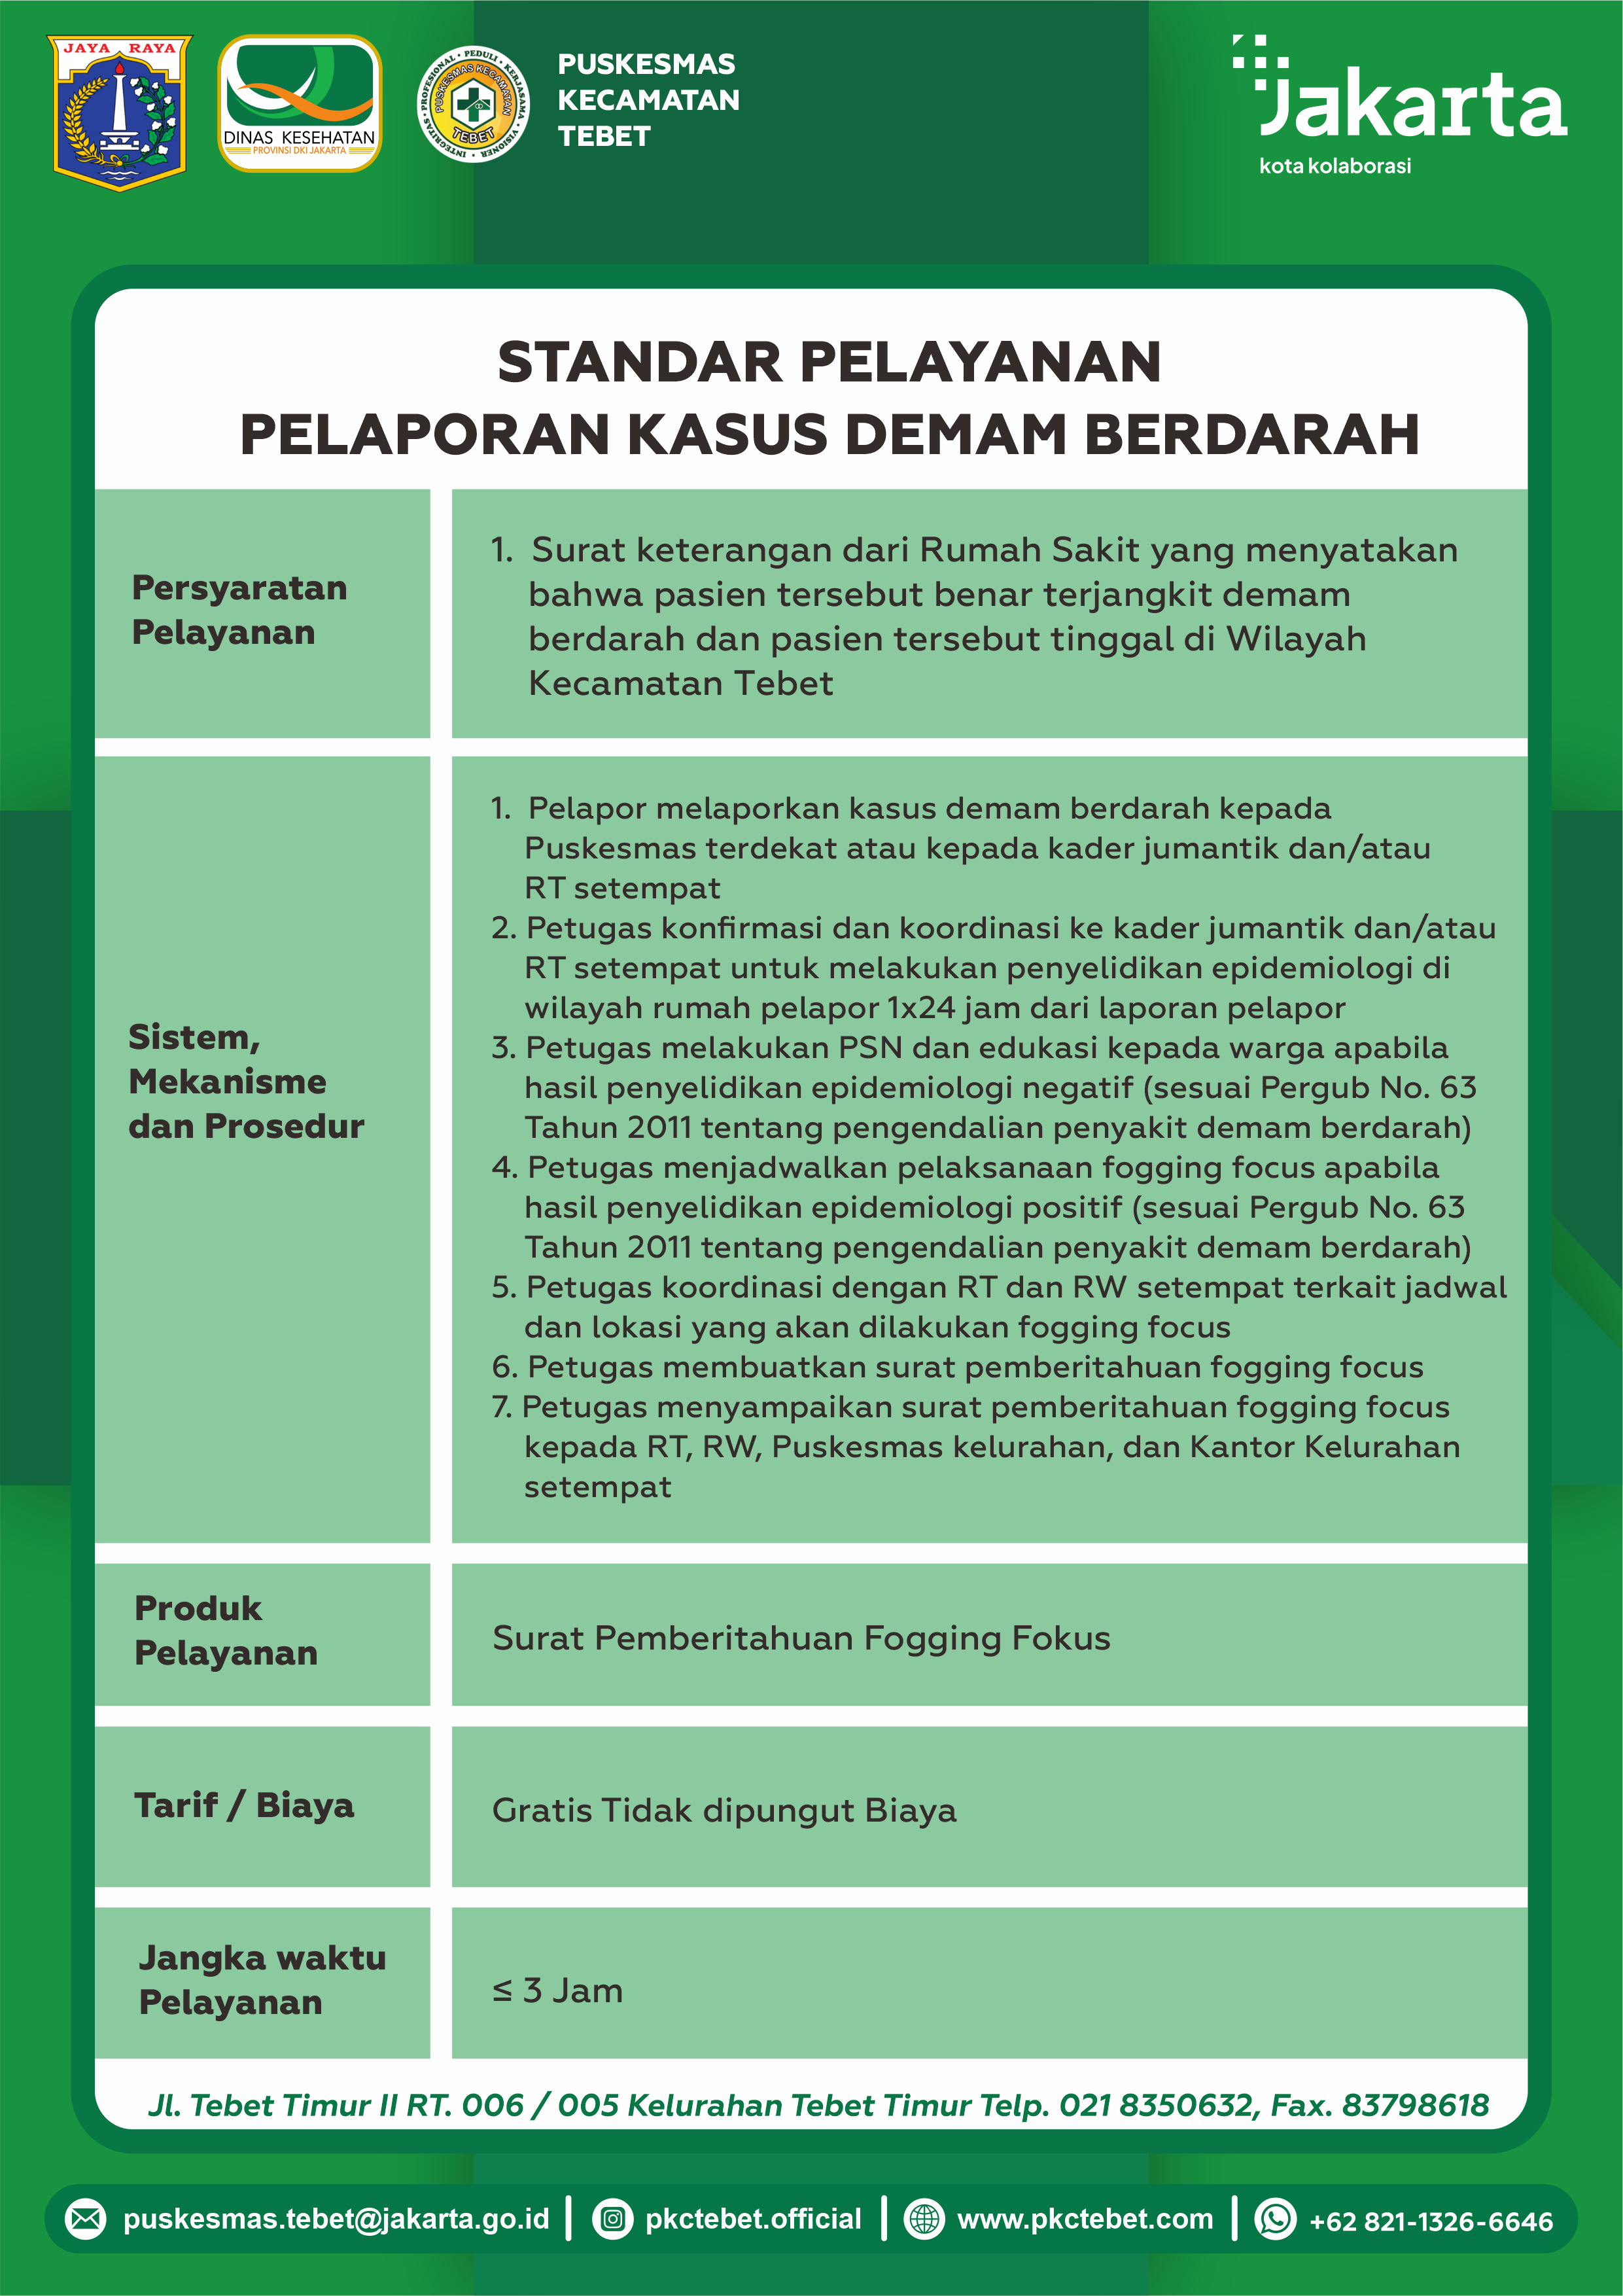 JAYA RAYA
DINAS KESEHATAN
PROVINSI DKI JAKARTA
INTEGRITAS • PROFESIONAL • PEDULI • KERJASAMA • VISIONER •
PUSKESMAS KECAMATAN
TEBET
PUSKESMAS
KECAMATAN
TEBET
Jakarta
kota kolaborasi
STANDAR PELAYANAN
PELAPORAN KASUS DEMAM BERDARAH
Persyaratan
Pelayanan
1. Surat keterangan dari Rumah Sakit yang menyatakan
bahwa pasien tersebut benar terjangkit demam
berdarah dan pasien tersebut tinggal di Wilayah
Kecamatan Tebet
Sistem,
Mekanisme
dan Prosedur
1. Pelapor melaporkan kasus demam berdarah kepada
Puskesmas terdekat atau kepada kader jumantik dan/atau
RT setempat
2. Petugas konfirmasi dan koordinasi ke kader jumantik dan/atau
RT setempat untuk melakukan penyelidikan epidemiologi di
wilayah rumah pelapor 1x24 jam dari laporan pelapor
3. Petugas melakukan PSN dan edukasi kepada warga apabila
hasil penyelidikan epidemiologi negatif (sesuai Pergub No. 63
Tahun 2011 tentang pengendalian penyakit demam berdarah)
4. Petugas menjadwalkan pelaksanaan fogging focus apabila
hasil penyelidikan epidemiologi positif (sesuai Pergub No. 63
Tahun 2011 tentang pengendalian penyakit demam berdarah)
5. Petugas koordinasi dengan RT dan RW setempat terkait jadwal
dan lokasi yang akan dilakukan fogging focus
6. Petugas membuatkan surat pemberitahuan fogging focus
7. Petugas menyampaikan surat pemberitahuan fogging focus
kepada RT, RW, Puskesmas kelurahan, dan Kantor Kelurahan
setempat
Produk
Pelayanan
Surat Pemberitahuan Fogging Fokus
Tarif / Biaya
Gratis Tidak dipungut Biaya
Jangka waktu
Pelayanan
≤ 3 Jam
Jl. Tebet Timur II RT. 006 / 005 Kelurahan Tebet Timur Telp. 021 8350632, Fax. 83798618
puskesmas.tebet@jakarta.go.id | pkctebet.official | www.pkctebet.com | +62 821-1326-6646